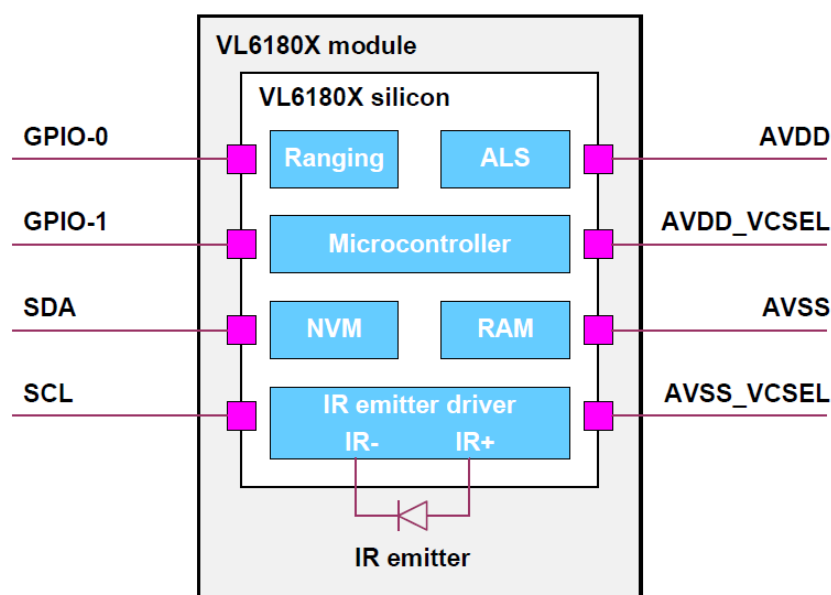 VL6180X module
VL6180X silicon
GPIO-0
Ranging
ALS
AVDD
GPIO-1
Microcontroller
AVDD_VCSEL
SDA
NVM
RAM
AVSS
SCL
IR emitter driver
AVSS_VCSEL
IR-
IR+
IR emitter